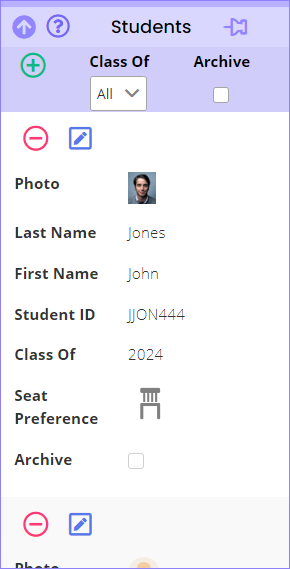 Students
Class Of Archive
All
Photo
Last Name Jones
First Name John
Student ID JJON444
Class Of 2024
Seat
Preference
Archive
Photo